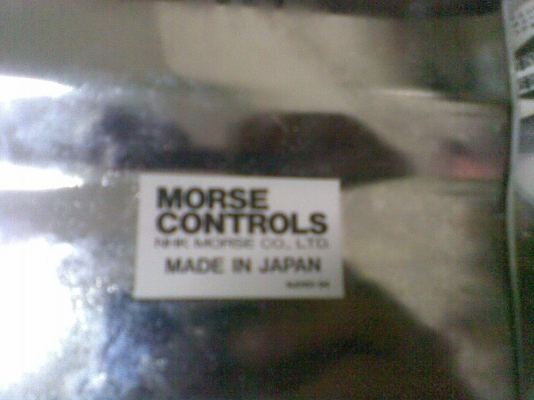 MORSE
CONTROLS
NHK MORSE CO., LTD.
MADE IN JAPAN